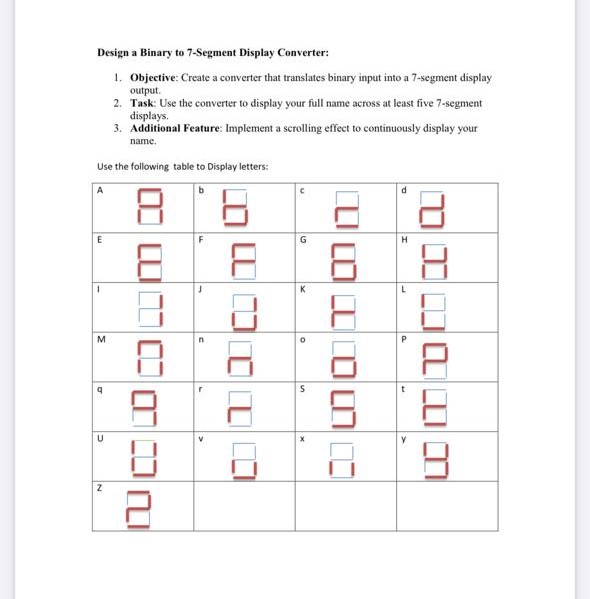 Design a Binary to 7-Segment Display Converter:
1. Objective: Create a converter that translates binary input into a 7-segment display
output.
2. Task: Use the converter to display your full name across at least five 7-segment
displays.
3. Additional Feature: Implement a scrolling effect to continuously display your
name.
Use the following table to Display letters:
A b c d
E F G H
I J K L
M n o P
q r S t
U v x y
Z